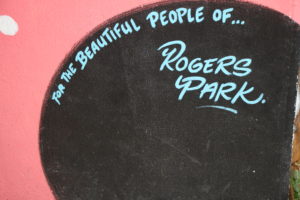 FOR THE BEAUTIFUL PEOPLE OF...
ROGERS
PARK.